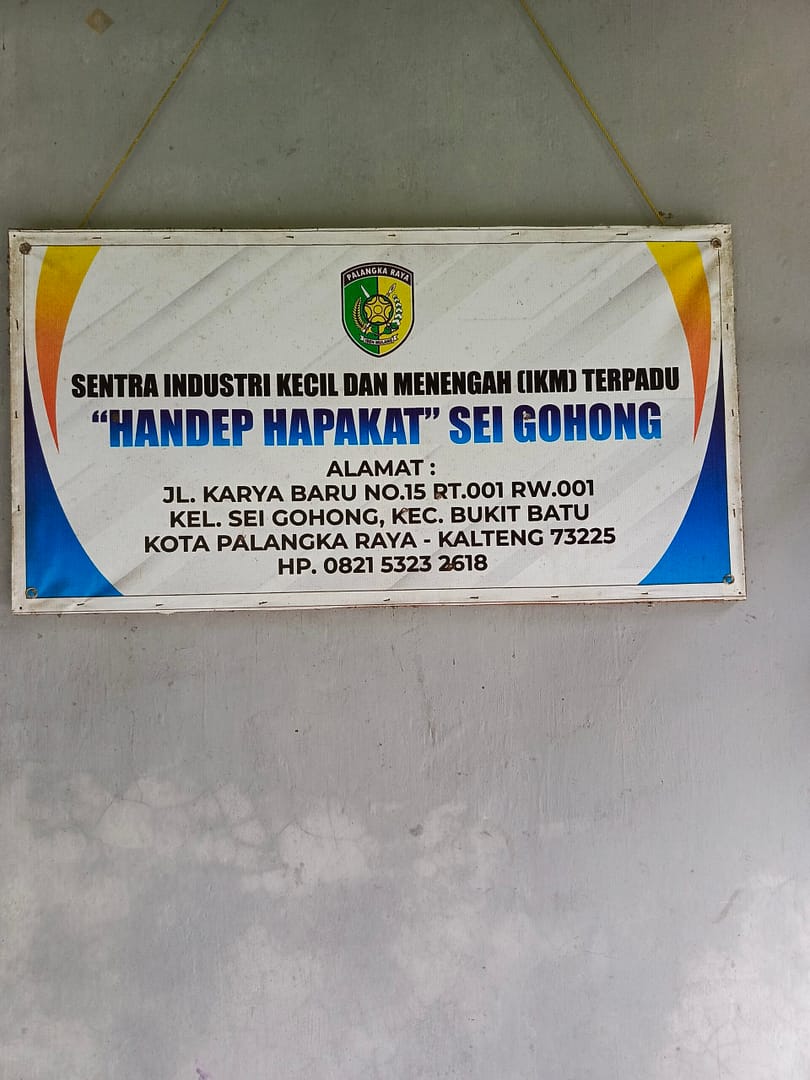 PALANGKA RAYA
SENTRA INDUSTRI KECIL DAN MENENGAH (IKM) TERPADU
“HANDEP HAPAKAT” SEI GOHONG
ALAMAT :
JL. KARYA BARU NO.15 RT.001 RW.001
KEL. SEI GOHONG, KEC. BUKIT BATU
KOTA PALANGKA RAYA - KALTENG 73225
HP. 0821 5323 2618